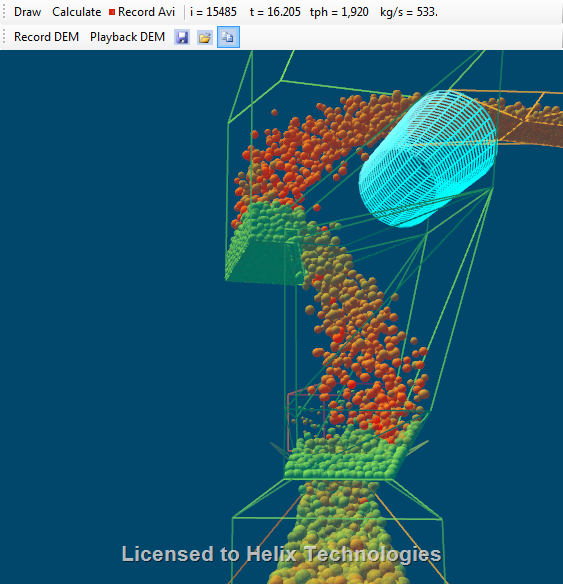 Draw Calculate Record Avi i = 15485 t = 16.205 tph = 1,920 kg/s = 533.
Record DEM Playback DEM
Licensed to Helix Technologies